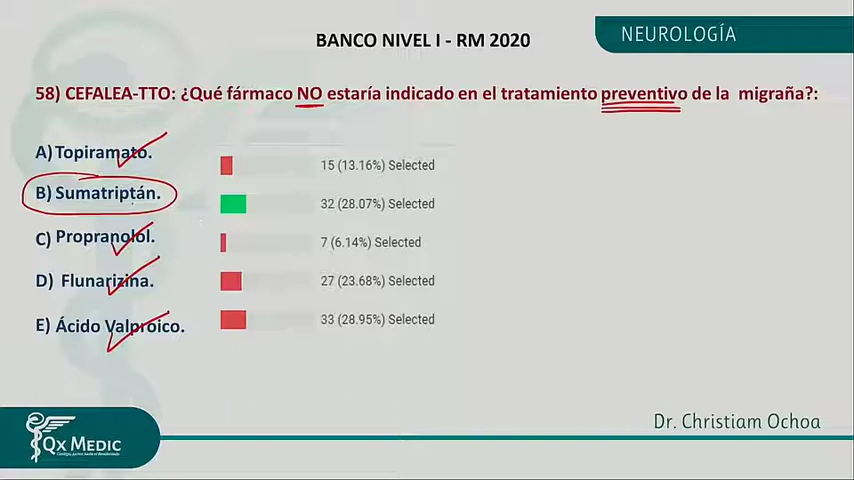 NEUROLOGÍA
BANCO NIVEL I - RM 2020
58) CEFALEA-TTO: ¿Qué fármaco NO estaría indicado en el tratamiento preventivo de la migraña?:
A) Topiramato.
15 (13.16%) Selected
B) Sumatriptán.
32 (28.07%) Selected
C) Propranolol.
7 (6.14%) Selected
D) Flunarizina.
27 (23.68%) Selected
E) Ácido Valproico.
33 (28.95%) Selected
Dr. Christiam Ochoa
QX MEDIC